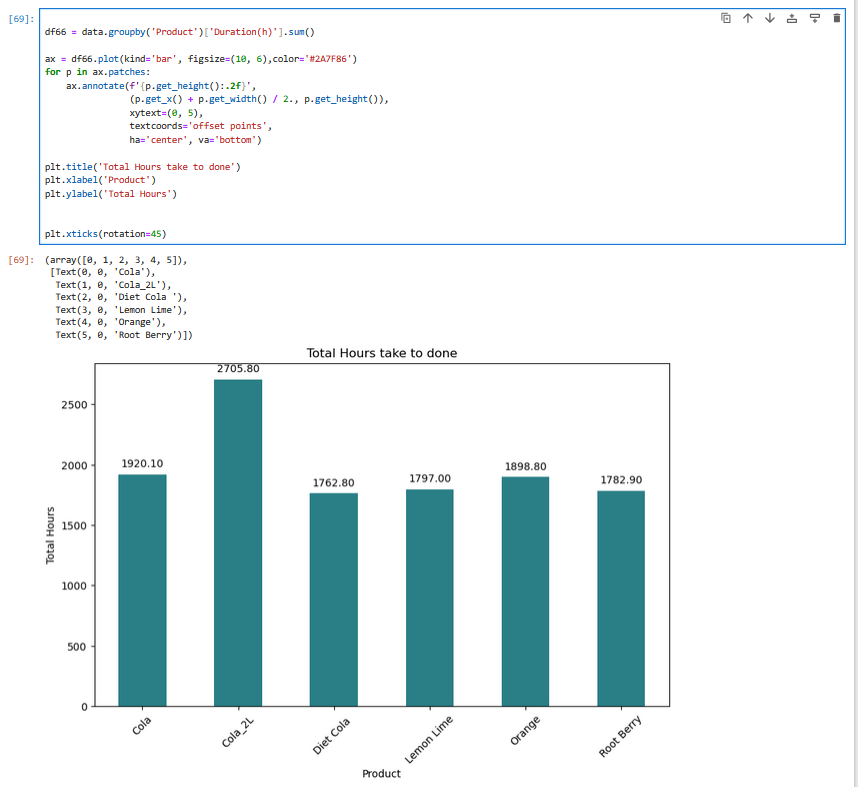 [69]:
df66 = data.groupby('Product')['Duration(h)'].sum()
ax = df66.plot(kind='bar', figsize=(10, 6),color='#2A7F86')
for p in ax.patches:
    ax.annotate(f'{p.get_height():.2f}',
                (p.get_x() + p.get_width() / 2., p.get_height()),
                xytext=(0, 5),
                textcoords='offset points',
                ha='center', va='bottom')
plt.title('Total Hours take to done')
plt.xlabel('Product')
plt.ylabel('Total Hours')
plt.xticks(rotation=45)
[69]: (array([0, 1, 2, 3, 4, 5]),
 [Text(0, 0, 'Cola'),
  Text(1, 0, 'Cola_2L'),
  Text(2, 0, 'Diet Cola '),
  Text(3, 0, 'Lemon Lime'),
  Text(4, 0, 'Orange'),
  Text(5, 0, 'Root Berry')])
Total Hours take to done
2705.80
1920.10
1762.80
1797.00
1898.80
1782.90
2500
2000
1500
1000
500
0
Total Hours
Cola
Cola_2L
Diet Cola
Lemon Lime
Orange
Root Berry
Product